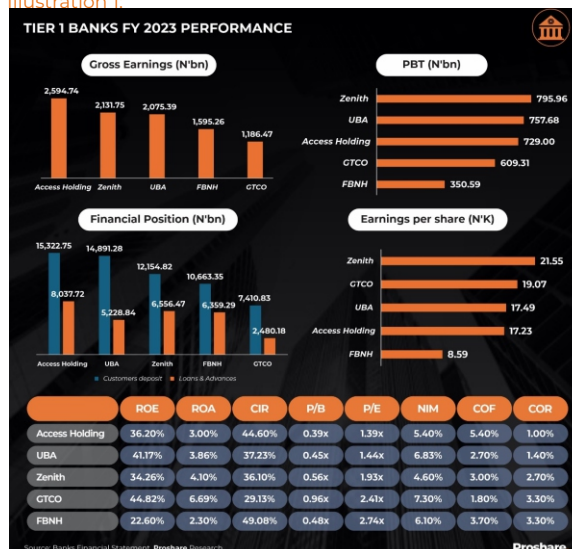 Illustration 1.
TIER 1 BANKS FY 2023 PERFORMANCE
Gross Earnings (N'bn)
2,594.74
2,131.75
2,075.39
1,595.26
1,186.47
Access Holding Zenith UBA FBNH GTCO
PBT (N'bn)
Zenith 795.96
UBA 757.68
Access Holding 729.00
GTCO 609.31
FBNH 350.59
Financial Position (N'bn)
15,322.75 14,891.28
12,154.82
10,663.35
8,037.72
5,228.84
6,556.47
6,359.29
7,410.83
2,480.18
Access Holding UBA Zenith FBNH GTCO
Customers deposit Loans & Advances
Earnings per share (N'K)
Zenith 21.55
GTCO 19.07
UBA 17.49
Access Holding 17.23
FBNH 8.59
ROE ROA CIR P/B P/E NIM COF COR
Access Holding 36.20% 3.00% 44.60% 0.39x 1.39x 5.40% 5.40% 1.00%
UBA 41.17% 3.86% 37.23% 0.45x 1.44x 6.83% 2.70% 1.40%
Zenith 34.26% 4.10% 36.10% 0.56x 1.93x 4.60% 3.00% 2.70%
GTCO 44.82% 6.69% 29.13% 0.96x 2.41x 7.30% 1.80% 3.30%
FBNH 22.60% 2.30% 49.08% 0.48x 2.74x 6.10% 3.70% 3.30%
Source: Banks Financial Statement, Proshare Research
Proshare